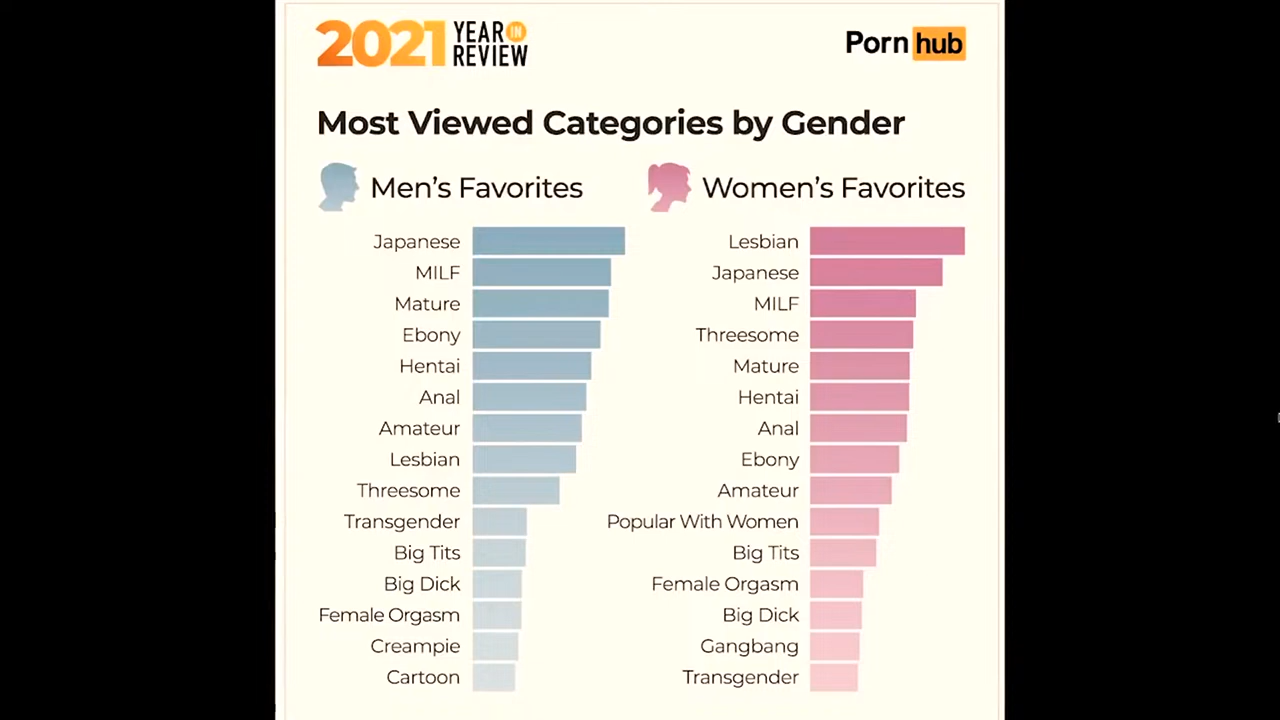 2021 YEAR IN REVIEW
Pornhub
Most Viewed Categories by Gender
Men's Favorites
Japanese
MILF
Mature
Ebony
Hentai
Anal
Amateur
Lesbian
Threesome
Transgender
Big Tits
Big Dick
Female Orgasm
Creampie
Cartoon
Women's Favorites
Lesbian
Japanese
MILF
Threesome
Mature
Hentai
Anal
Ebony
Amateur
Popular With Women
Big Tits
Female Orgasm
Big Dick
Gangbang
Transgender